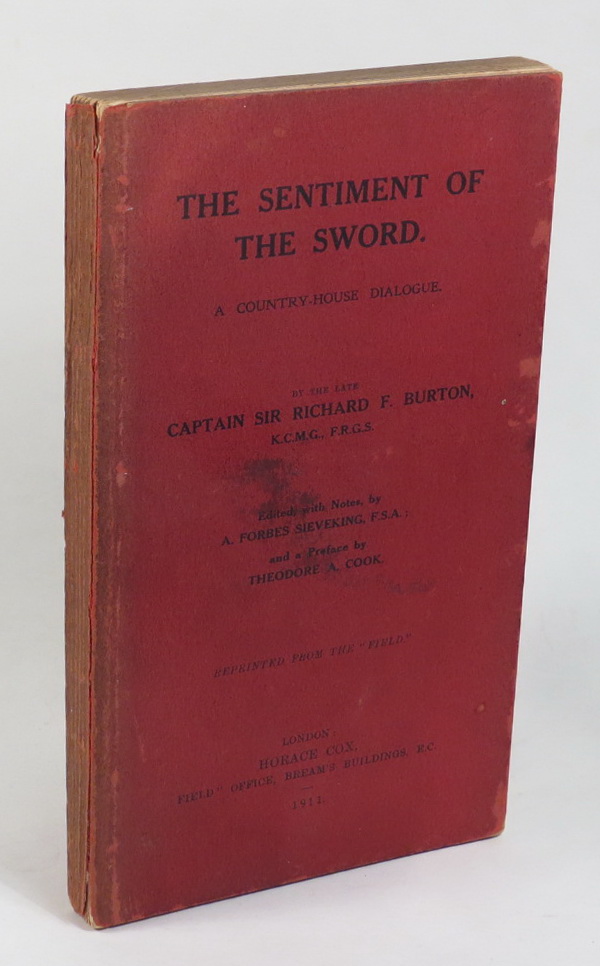 THE SENTIMENT OF
THE SWORD.
A COUNTRY-HOUSE DIALOGUE.
BY THE LATE
CAPTAIN SIR RICHARD F. BURTON,
K.C.M.G., F.R.G.S.
Edited, with Notes, by
A. FORBES SIEVEKING, F.S.A.;
and a Preface by
THEODORE A. COOK.
REPRINTED FROM THE "FIELD."
LONDON:
HORACE COX,
FIELD" OFFICE, BREAM'S BUILDINGS, E.C.
1911.